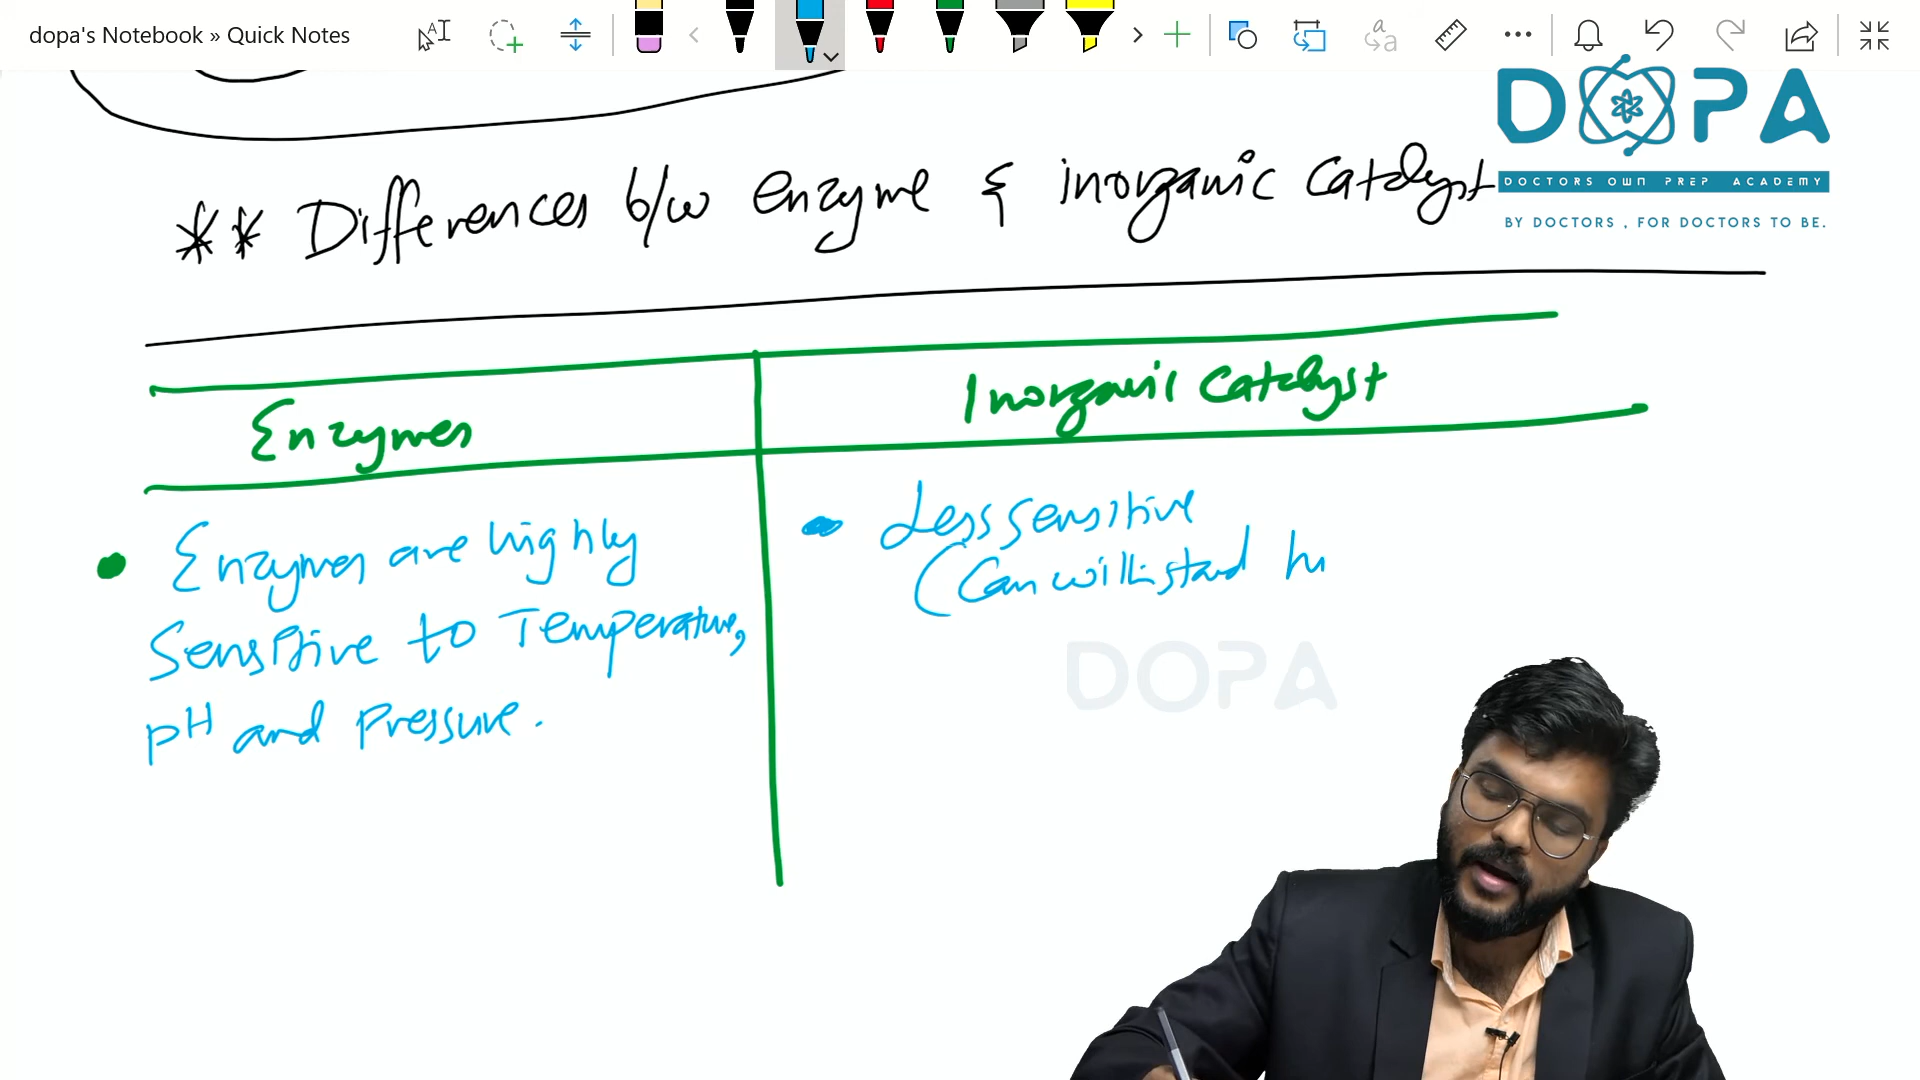 dopa's Notebook » Quick Notes
DOPA
DOCTORS OWN PREP ACADEMY
BY DOCTORS , FOR DOCTORS TO BE.
** Differences b/w enzyme & inorganic catalyst
Enzymes
Inorganic catalyst
• Enzymes are highly
sensitive to Temperature,
pH and Pressure.
• Less sensitive
(Can withstand hi
DOPA